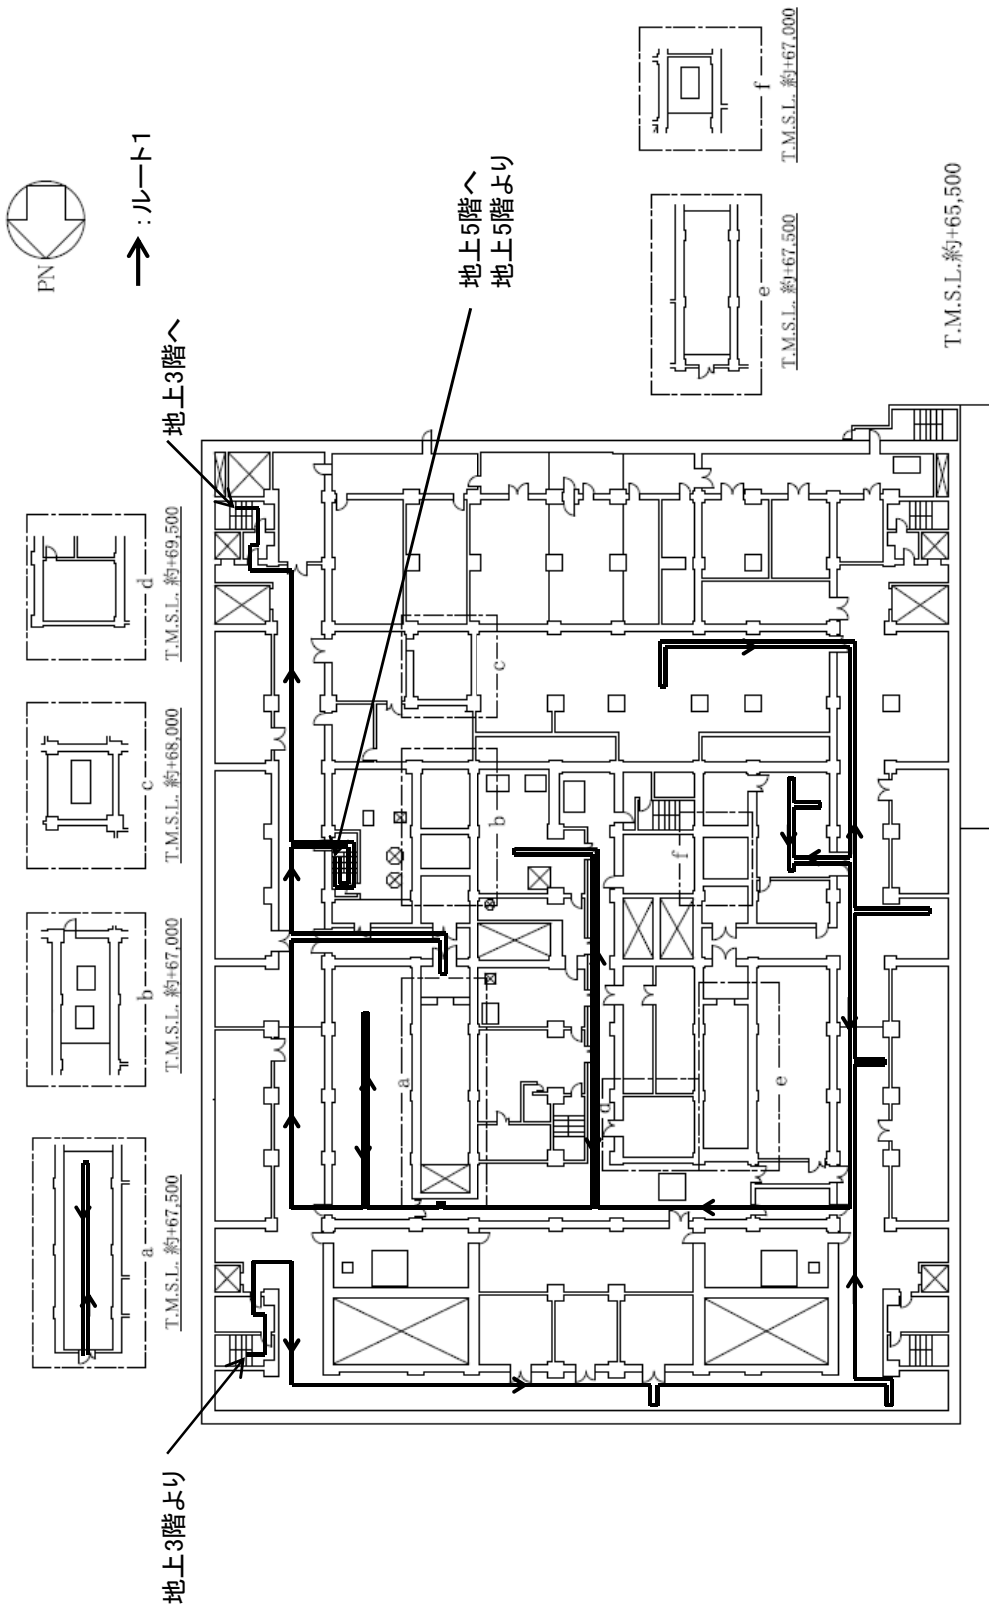 PN
→:ルート1
地上3階へ
地上5階へ
地上5階より
地上3階より
a
T.M.S.L. 約+67,500
b
T.M.S.L. 約+67,000
c
T.M.S.L. 約+68,000
d
T.M.S.L. 約+69,500
e
T.M.S.L. 約+67,500
f
T.M.S.L. 約+67,000
a
b
c
d
e
f
T.M.S.L.約+65,500